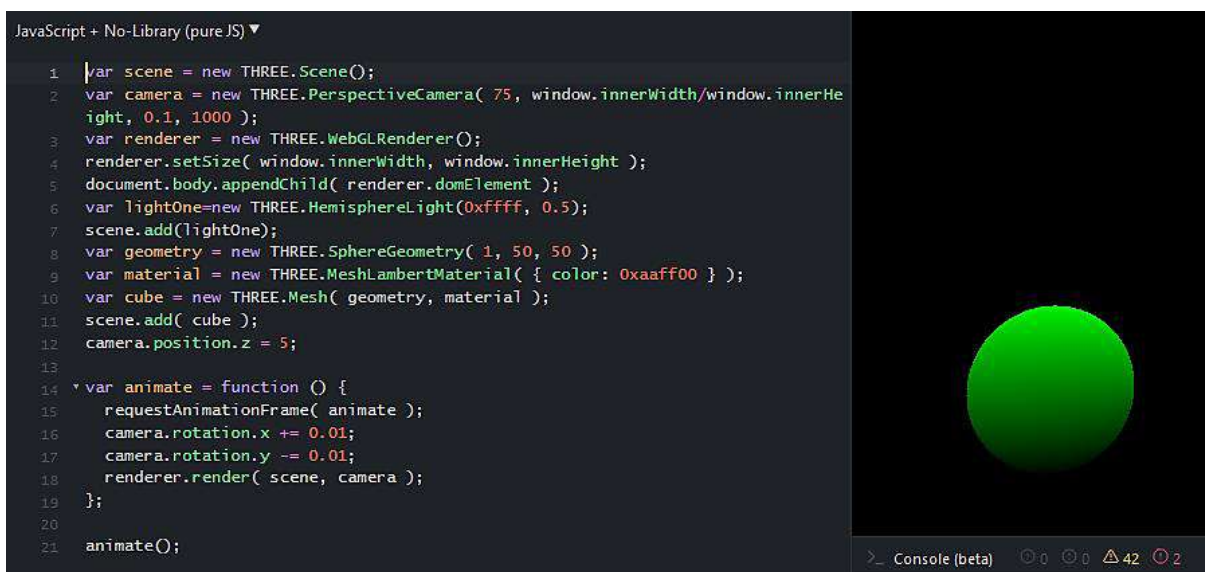 JavaScript + No-Library (pure JS) ▼
1 var scene = new THREE.Scene();
2 var camera = new THREE.PerspectiveCamera( 75, window.innerWidth/window.innerHe
ight, 0.1, 1000 );
3 var renderer = new THREE.WebGLRenderer();
4 renderer.setSize( window.innerWidth, window.innerHeight );
5 document.body.appendChild( renderer.domElement );
6 var lightOne=new THREE.HemisphereLight(0xffff, 0.5);
7 scene.add(lightOne);
8 var geometry = new THREE.SphereGeometry( 1, 50, 50 );
9 var material = new THREE.MeshLambertMaterial( { color: 0xaaff00 } );
10 var cube = new THREE.Mesh( geometry, material );
11 scene.add( cube );
12 camera.position.z = 5;
13
14 ▾ var animate = function () {
15 requestAnimationFrame( animate );
16 camera.rotation.x += 0.01;
17 camera.rotation.y -= 0.01;
18 renderer.render( scene, camera );
19 };
20
21 animate();
>_ Console (beta) 0 0 42 2